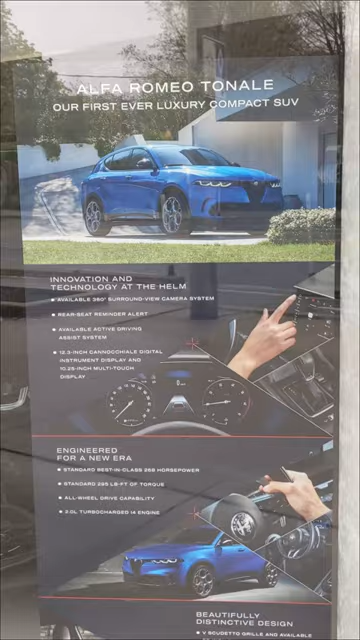 ALFA ROMEO TONALE
OUR FIRST EVER LUXURY COMPACT SUV
INNOVATION AND
TECHNOLOGY AT THE HELM
AVAILABLE 360° SURROUND-VIEW CAMERA SYSTEM
REAR-SEAT REMINDER ALERT
AVAILABLE ACTIVE DRIVING
ASSIST SYSTEM
12.3-INCH CANNOCCHIALE DIGITAL
INSTRUMENT DISPLAY AND
10.25-INCH MULTI-TOUCH
DISPLAY
ENGINEERED
FOR A NEW ERA
STANDARD BEST-IN-CLASS 268 HORSEPOWER
STANDARD 295 LB-FT OF TORQUE
ALL-WHEEL DRIVE CAPABILITY
2.0L TURBOCHARGED I4 ENGINE
BEAUTIFULLY
DISTINCTIVE DESIGN
V SCUDETTO GRILLE AND AVAILABLE